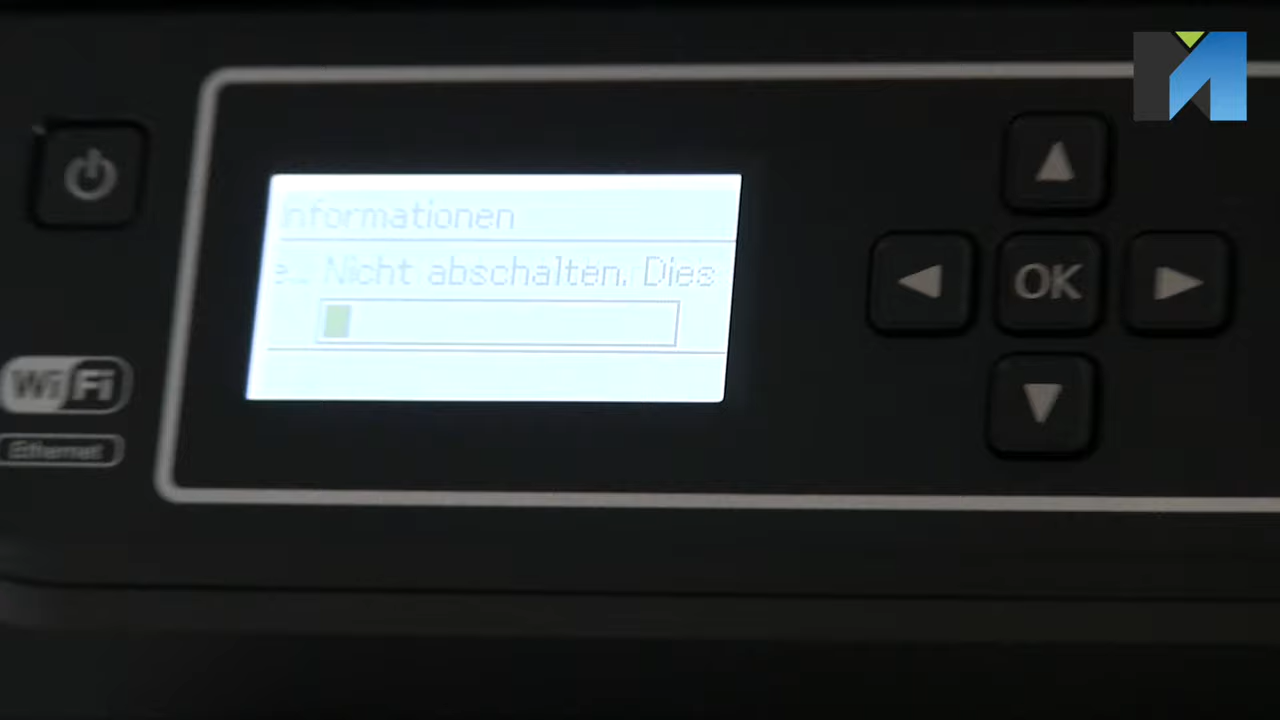 Informationen
Nicht abschalten. Dies
OK
WiFi
Ethernet